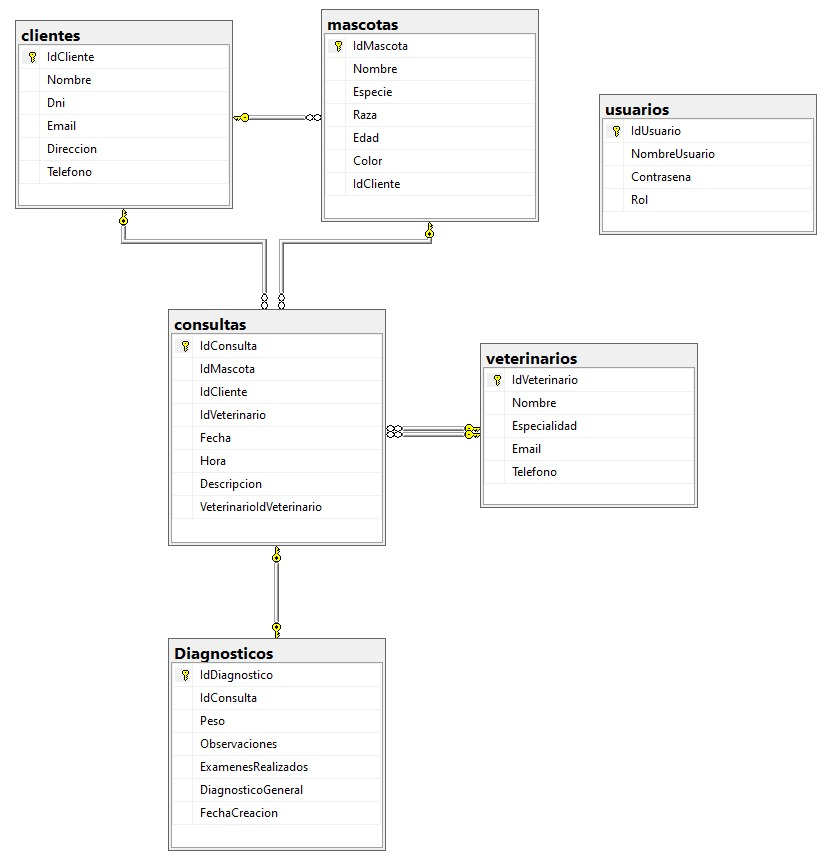 clientes
IdCliente
Nombre
Dni
Email
Direccion
Telefono
mascotas
IdMascota
Nombre
Especie
Raza
Edad
Color
IdCliente
usuarios
IdUsuario
NombreUsuario
Contrasena
Rol
consultas
IdConsulta
IdMascota
IdCliente
IdVeterinario
Fecha
Hora
Descripcion
VeterinarioIdVeterinario
veterinarios
IdVeterinario
Nombre
Especialidad
Email
Telefono
Diagnosticos
IdDiagnostico
IdConsulta
Peso
Observaciones
ExamenesRealizados
DiagnosticoGeneral
FechaCreacion